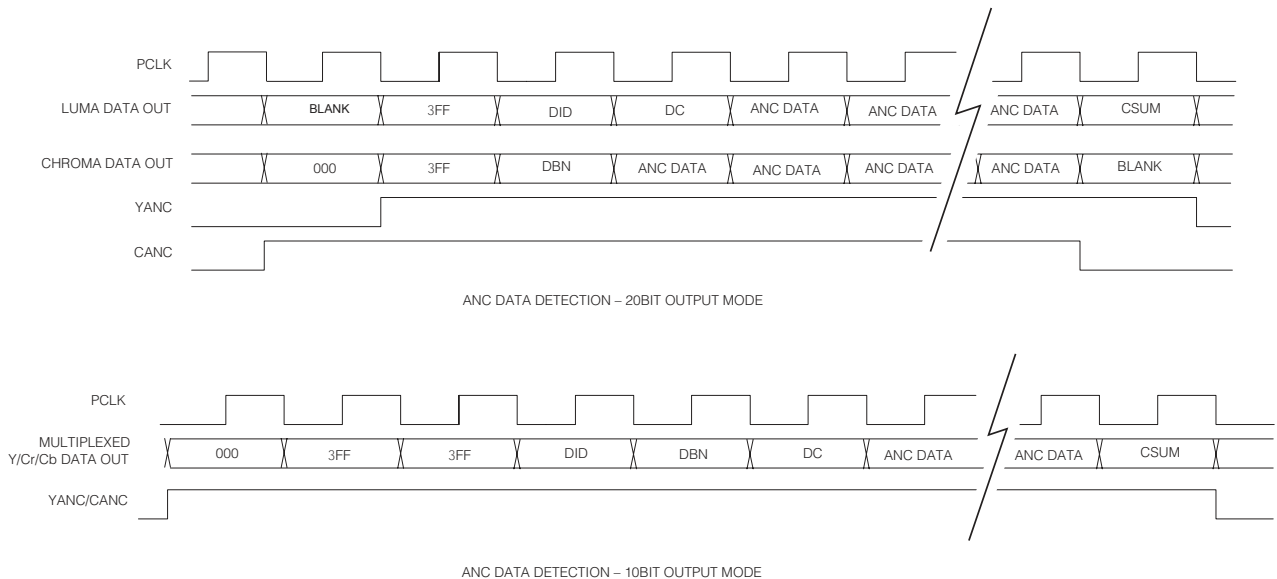 PCLK
LUMA DATA OUT BLANK 3FF DID DC ANC DATA ANC DATA ANC DATA CSUM
CHROMA DATA OUT 000 3FF DBN ANC DATA ANC DATA ANC DATA ANC DATA BLANK
YANC
CANC
ANC DATA DETECTION – 20BIT OUTPUT MODE
PCLK
MULTIPLEXED
Y/Cr/Cb DATA OUT 000 3FF 3FF DID DBN DC ANC DATA ANC DATA CSUM
YANC/CANC
ANC DATA DETECTION – 10BIT OUTPUT MODE